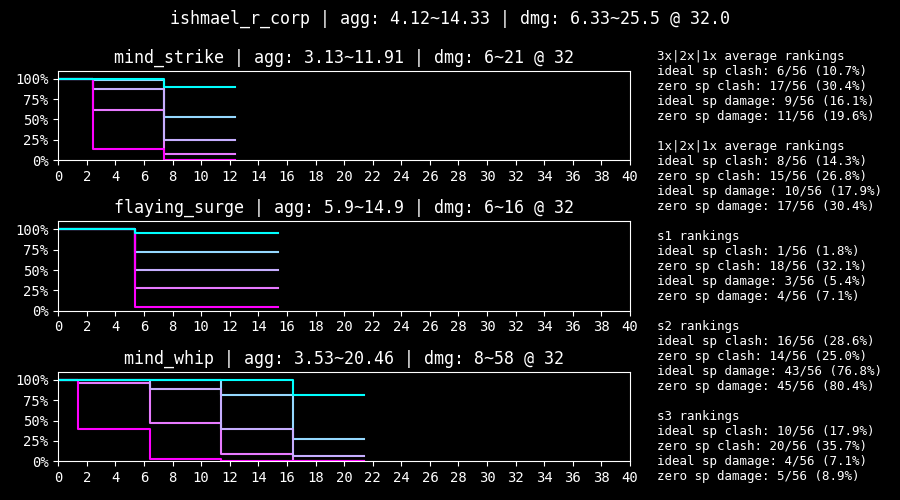 ishmael_r_corp | agg: 4.12~14.33 | dmg: 6.33~25.5 @ 32.0
mind_strike | agg: 3.13~11.91 | dmg: 6~21 @ 32
100%
75%
50%
25%
0%
0 2 4 6 8 10 12 14 16 18 20 22 24 26 28 30 32 34 36 38 40
flaying_surge | agg: 5.9~14.9 | dmg: 6~16 @ 32
100%
75%
50%
25%
0%
0 2 4 6 8 10 12 14 16 18 20 22 24 26 28 30 32 34 36 38 40
mind_whip | agg: 3.53~20.46 | dmg: 8~58 @ 32
100%
75%
50%
25%
0%
0 2 4 6 8 10 12 14 16 18 20 22 24 26 28 30 32 34 36 38 40
3x|2x|1x average rankings
ideal sp clash: 6/56 (10.7%)
zero sp clash: 17/56 (30.4%)
ideal sp damage: 9/56 (16.1%)
zero sp damage: 11/56 (19.6%)
1x|2x|1x average rankings
ideal sp clash: 8/56 (14.3%)
zero sp clash: 15/56 (26.8%)
ideal sp damage: 10/56 (17.9%)
zero sp damage: 17/56 (30.4%)
s1 rankings
ideal sp clash: 1/56 (1.8%)
zero sp clash: 18/56 (32.1%)
ideal sp damage: 3/56 (5.4%)
zero sp damage: 4/56 (7.1%)
s2 rankings
ideal sp clash: 16/56 (28.6%)
zero sp clash: 14/56 (25.0%)
ideal sp damage: 43/56 (76.8%)
zero sp damage: 45/56 (80.4%)
s3 rankings
ideal sp clash: 10/56 (17.9%)
zero sp clash: 20/56 (35.7%)
ideal sp damage: 4/56 (7.1%)
zero sp damage: 5/56 (8.9%)